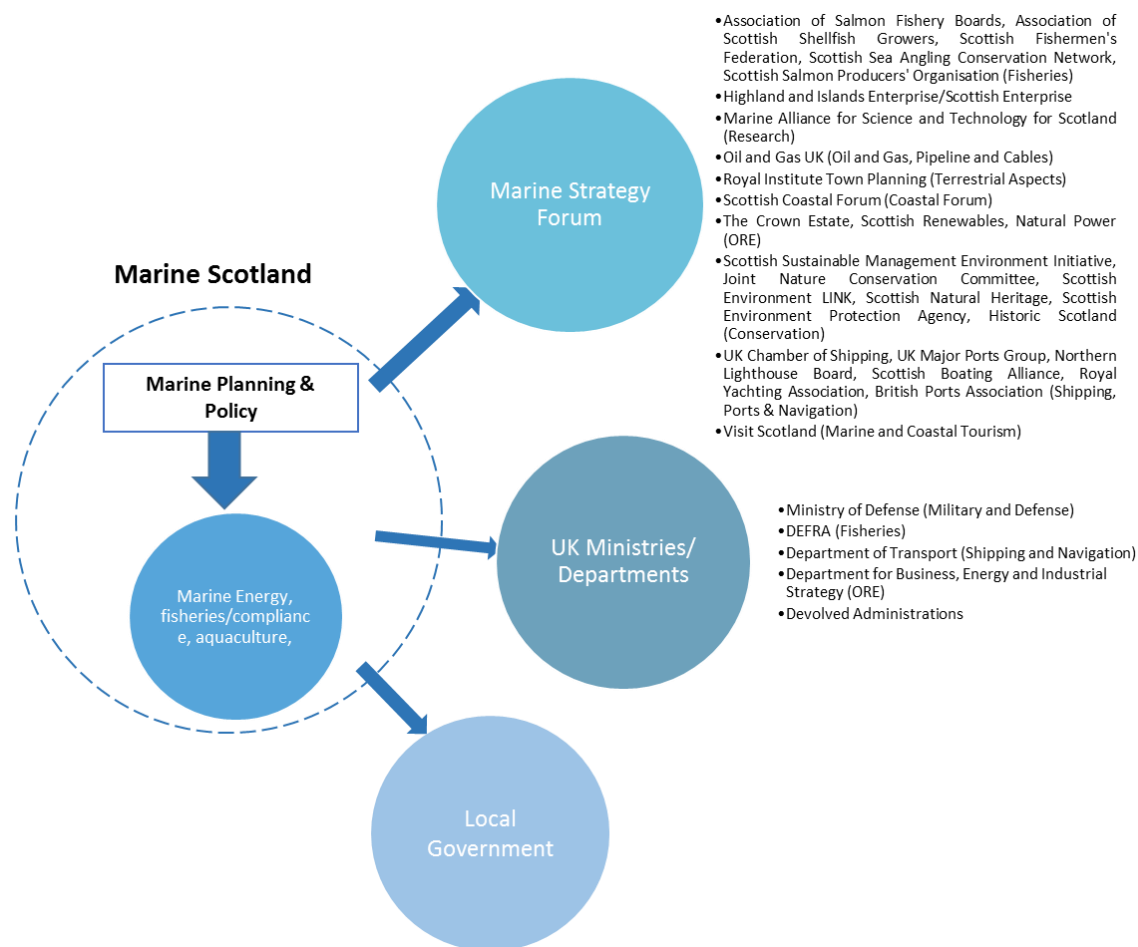 •Association of Salmon Fishery Boards, Association of
Scottish Shellfish Growers, Scottish Fishermen's
Federation, Scottish Sea Angling Conservation Network,
Scottish Salmon Producers' Organisation (Fisheries)
•Highland and Islands Enterprise/Scottish Enterprise
•Marine Alliance for Science and Technology for Scotland
(Research)
•Oil and Gas UK (Oil and Gas, Pipeline and Cables)
•Royal Institute Town Planning (Terrestrial Aspects)
•Scottish Coastal Forum (Coastal Forum)
•The Crown Estate, Scottish Renewables, Natural Power
(ORE)
•Scottish Sustainable Management Environment Initiative,
Joint Nature Conservation Committee, Scottish
Environment LINK, Scottish Natural Heritage, Scottish
Environment Protection Agency, Historic Scotland
(Conservation)
•UK Chamber of Shipping, UK Major Ports Group, Northern
Lighthouse Board, Scottish Boating Alliance, Royal
Yachting Association, British Ports Association (Shipping,
Ports & Navigation)
•Visit Scotland (Marine and Coastal Tourism)
Marine Strategy
Forum
Marine Scotland
Marine Planning &
Policy
Marine Energy,
fisheries/complianc
e, aquaculture,
UK Ministries/
Departments
•Ministry of Defense (Military and Defense)
•DEFRA (Fisheries)
•Department of Transport (Shipping and Navigation)
•Department for Business, Energy and Industrial
Strategy (ORE)
•Devolved Administrations
Local
Government